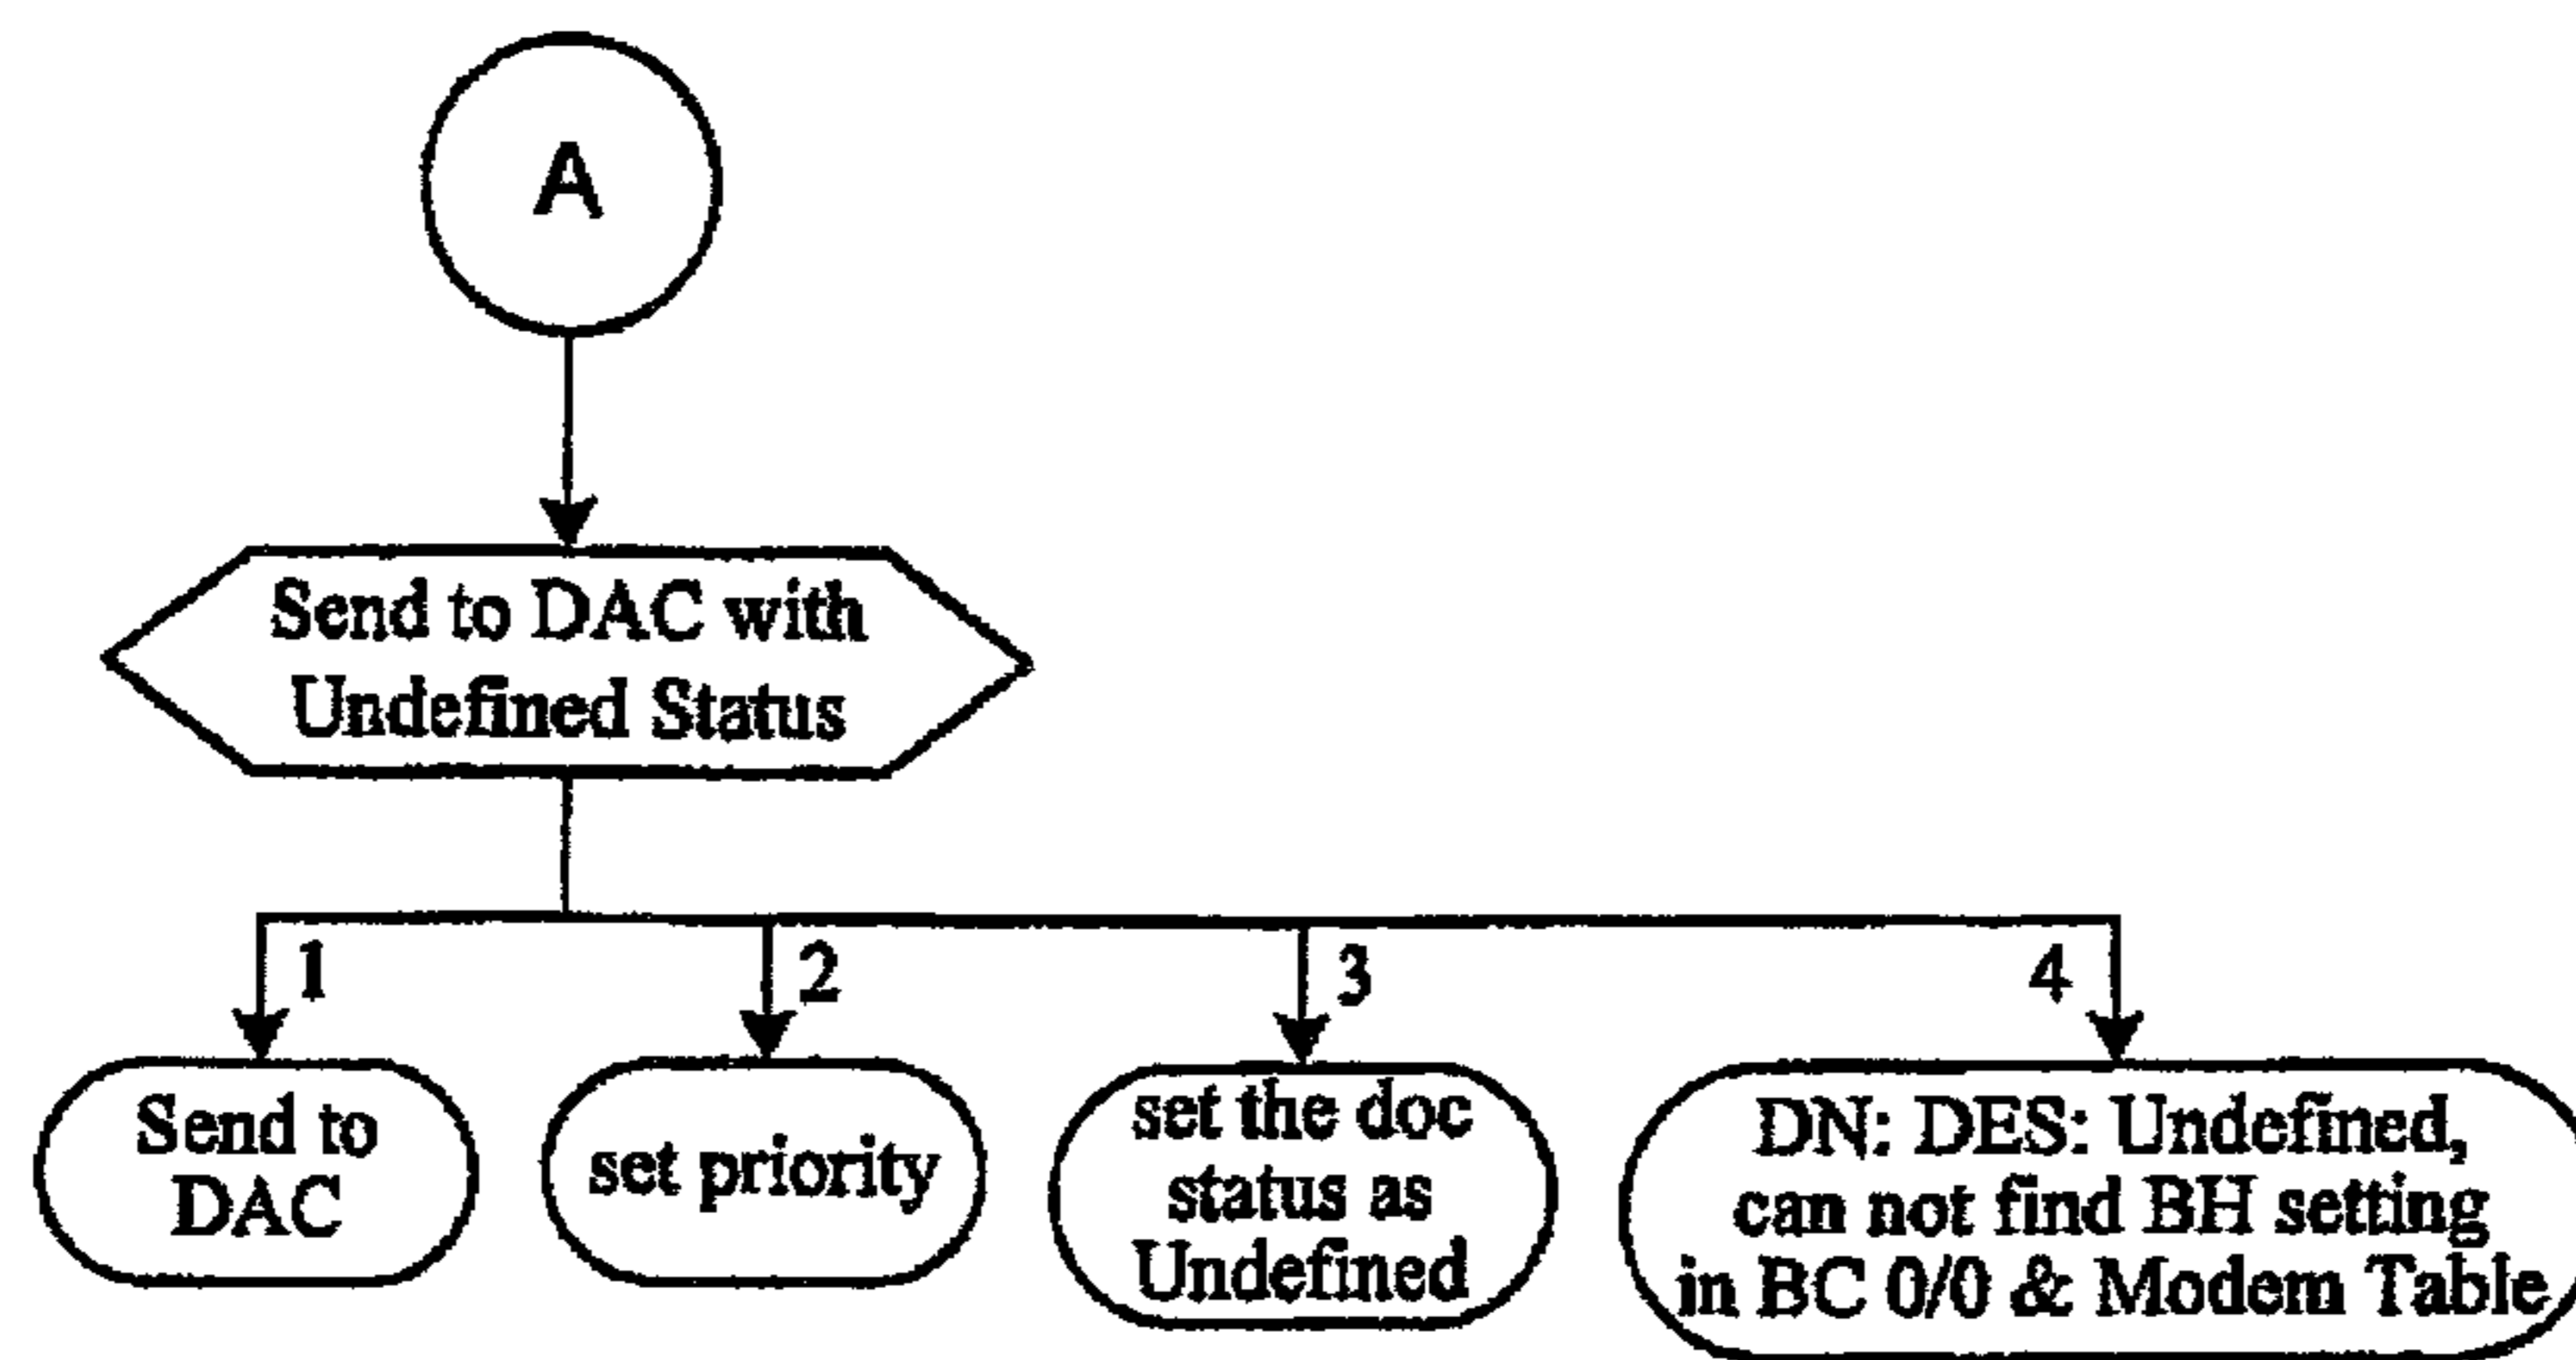 A
Send to DAC with
Undefined Status
1
2
3
4
Send to
DAC
set priority
set the doc
status as
Undefined
DN: DES: Undefined,
can not find BH setting
in BC 0/0 & Modem Table